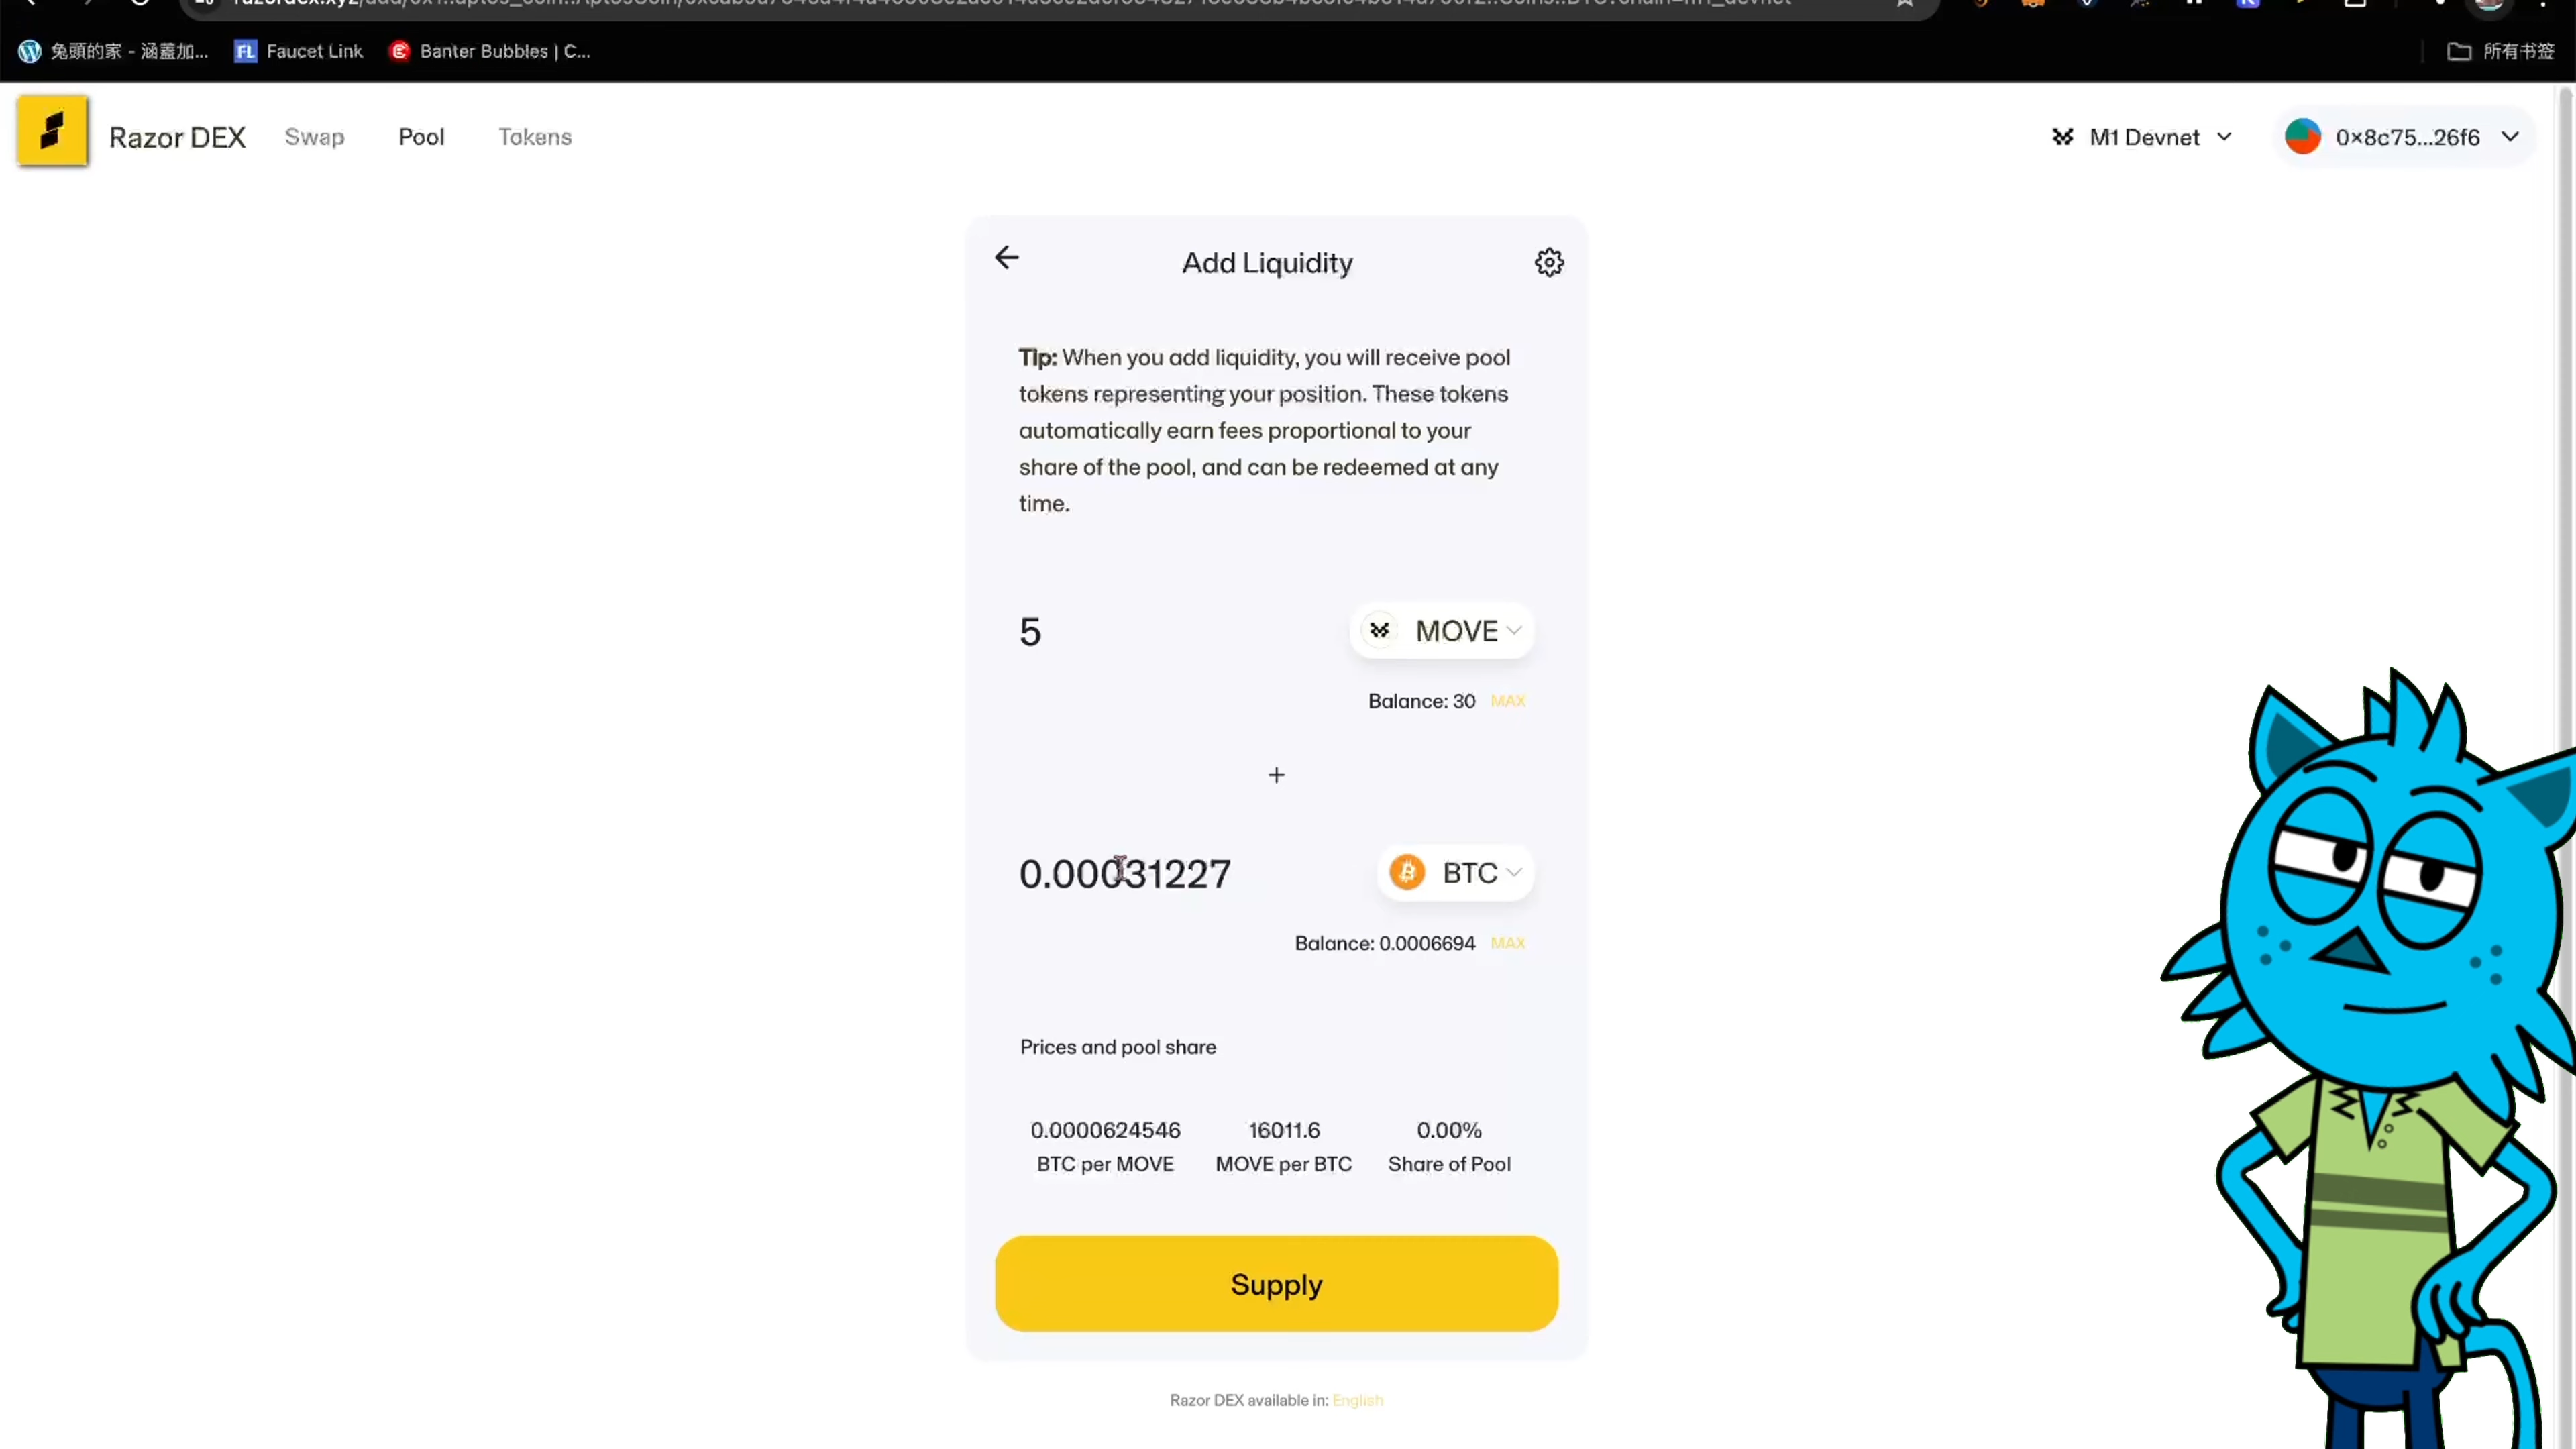 兔頭的家 - 涵蓋加...
FL Faucet Link
Banter Bubbles | C...
所有书签
Razor DEX
Swap
Pool
Tokens
M1 Devnet
0×8c75...26f6
Add Liquidity
Tip: When you add liquidity, you will receive pool
tokens representing your position. These tokens
automatically earn fees proportional to your
share of the pool, and can be redeemed at any
time.
5
MOVE
Balance: 30 MAX
+
0.00031227
BTC
Balance: 0.0006694 MAX
Prices and pool share
0.0000624546 16011.6 0.00%
BTC per MOVE MOVE per BTC Share of Pool
Supply
Razor DEX available in: English